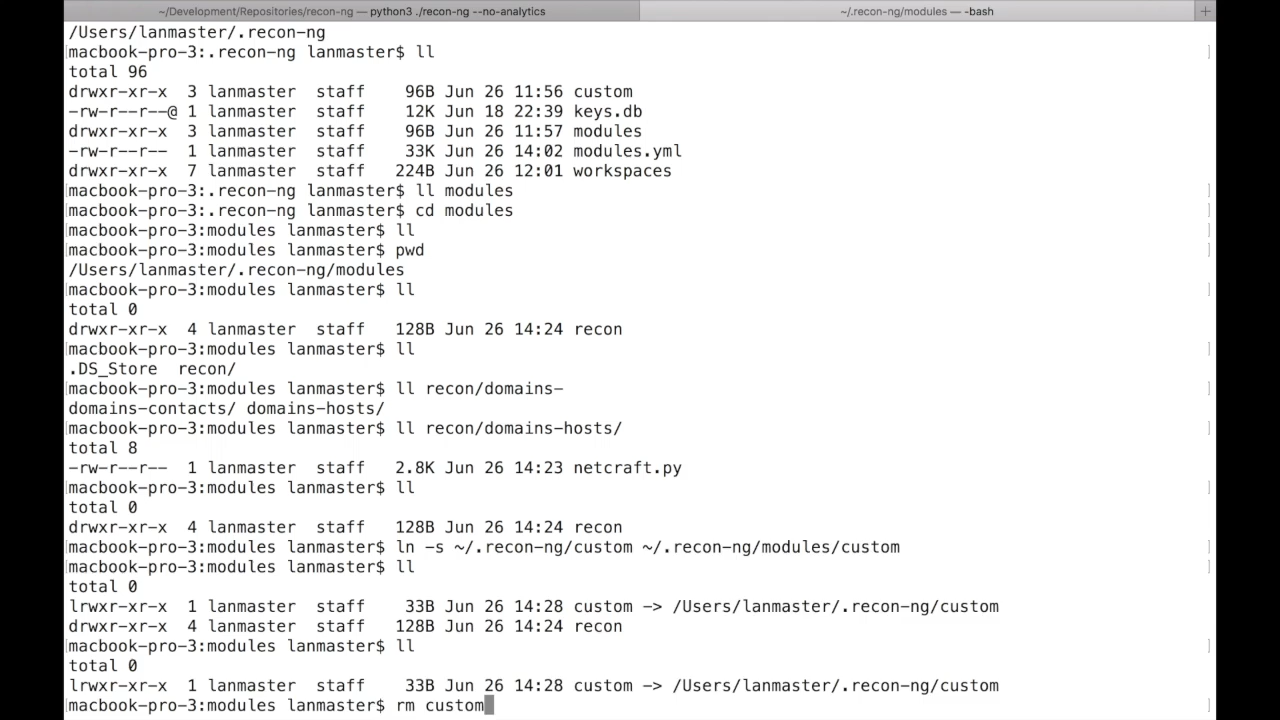 ~/Development/Repositories/recon-ng — python3 ./recon-ng --no-analytics
~/.recon-ng/modules — -bash
+
/Users/lanmaster/.recon-ng
[macbook-pro-3:.recon-ng lanmaster$ ll ]
total 96
drwxr-xr-x  3 lanmaster  staff    96B Jun 26 11:56 custom
-rw-r--r--@ 1 lanmaster  staff    12K Jun 18 22:39 keys.db
drwxr-xr-x  3 lanmaster  staff    96B Jun 26 11:57 modules
-rw-r--r--  1 lanmaster  staff    33K Jun 26 14:02 modules.yml
drwxr-xr-x  7 lanmaster  staff   224B Jun 26 12:01 workspaces
[macbook-pro-3:.recon-ng lanmaster$ ll modules ]
[macbook-pro-3:.recon-ng lanmaster$ cd modules ]
[macbook-pro-3:modules lanmaster$ ll ]
[macbook-pro-3:modules lanmaster$ pwd ]
/Users/lanmaster/.recon-ng/modules
[macbook-pro-3:modules lanmaster$ ll ]
total 0
drwxr-xr-x  4 lanmaster  staff   128B Jun 26 14:24 recon
[macbook-pro-3:modules lanmaster$ ll ]
.DS_Store  recon/
[macbook-pro-3:modules lanmaster$ ll recon/domains- ]
domains-contacts/ domains-hosts/
[macbook-pro-3:modules lanmaster$ ll recon/domains-hosts/ ]
total 8
-rw-r--r--  1 lanmaster  staff   2.8K Jun 26 14:23 netcraft.py
[macbook-pro-3:modules lanmaster$ ll ]
total 0
drwxr-xr-x  4 lanmaster  staff   128B Jun 26 14:24 recon
[macbook-pro-3:modules lanmaster$ ln -s ~/.recon-ng/custom ~/.recon-ng/modules/custom ]
[macbook-pro-3:modules lanmaster$ ll ]
total 0
lrwxr-xr-x  1 lanmaster  staff    33B Jun 26 14:28 custom -> /Users/lanmaster/.recon-ng/custom
drwxr-xr-x  4 lanmaster  staff   128B Jun 26 14:24 recon
[macbook-pro-3:modules lanmaster$ ll ]
total 0
lrwxr-xr-x  1 lanmaster  staff    33B Jun 26 14:28 custom -> /Users/lanmaster/.recon-ng/custom
macbook-pro-3:modules lanmaster$ rm custom